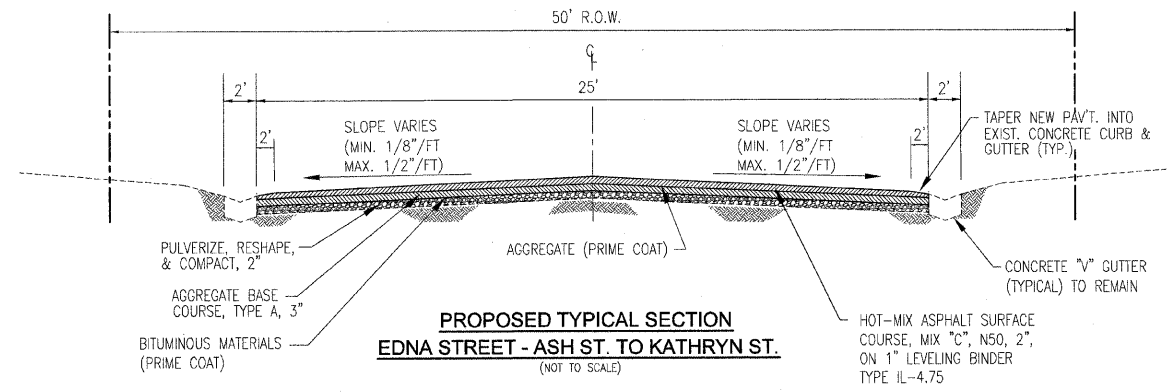 50' R.O.W.
℄
2'
25'
2'
2'
SLOPE VARIES
(MIN. 1/8"/FT
MAX. 1/2"/FT)
SLOPE VARIES
(MIN. 1/8"/FT
MAX. 1/2"/FT)
2'
TAPER NEW PAV'T. INTO
EXIST. CONCRETE CURB &
GUTTER (TYP.)
PULVERIZE, RESHAPE,
& COMPACT, 2"
AGGREGATE (PRIME COAT)
CONCRETE "V" GUTTER
(TYPICAL) TO REMAIN
AGGREGATE BASE
COURSE, TYPE A, 3"
BITUMINOUS MATERIALS
(PRIME COAT)
HOT-MIX ASPHALT SURFACE
COURSE, MIX "C", N50, 2",
ON 1" LEVELING BINDER
TYPE IL-4.75
PROPOSED TYPICAL SECTION
EDNA STREET - ASH ST. TO KATHRYN ST.
(NOT TO SCALE)